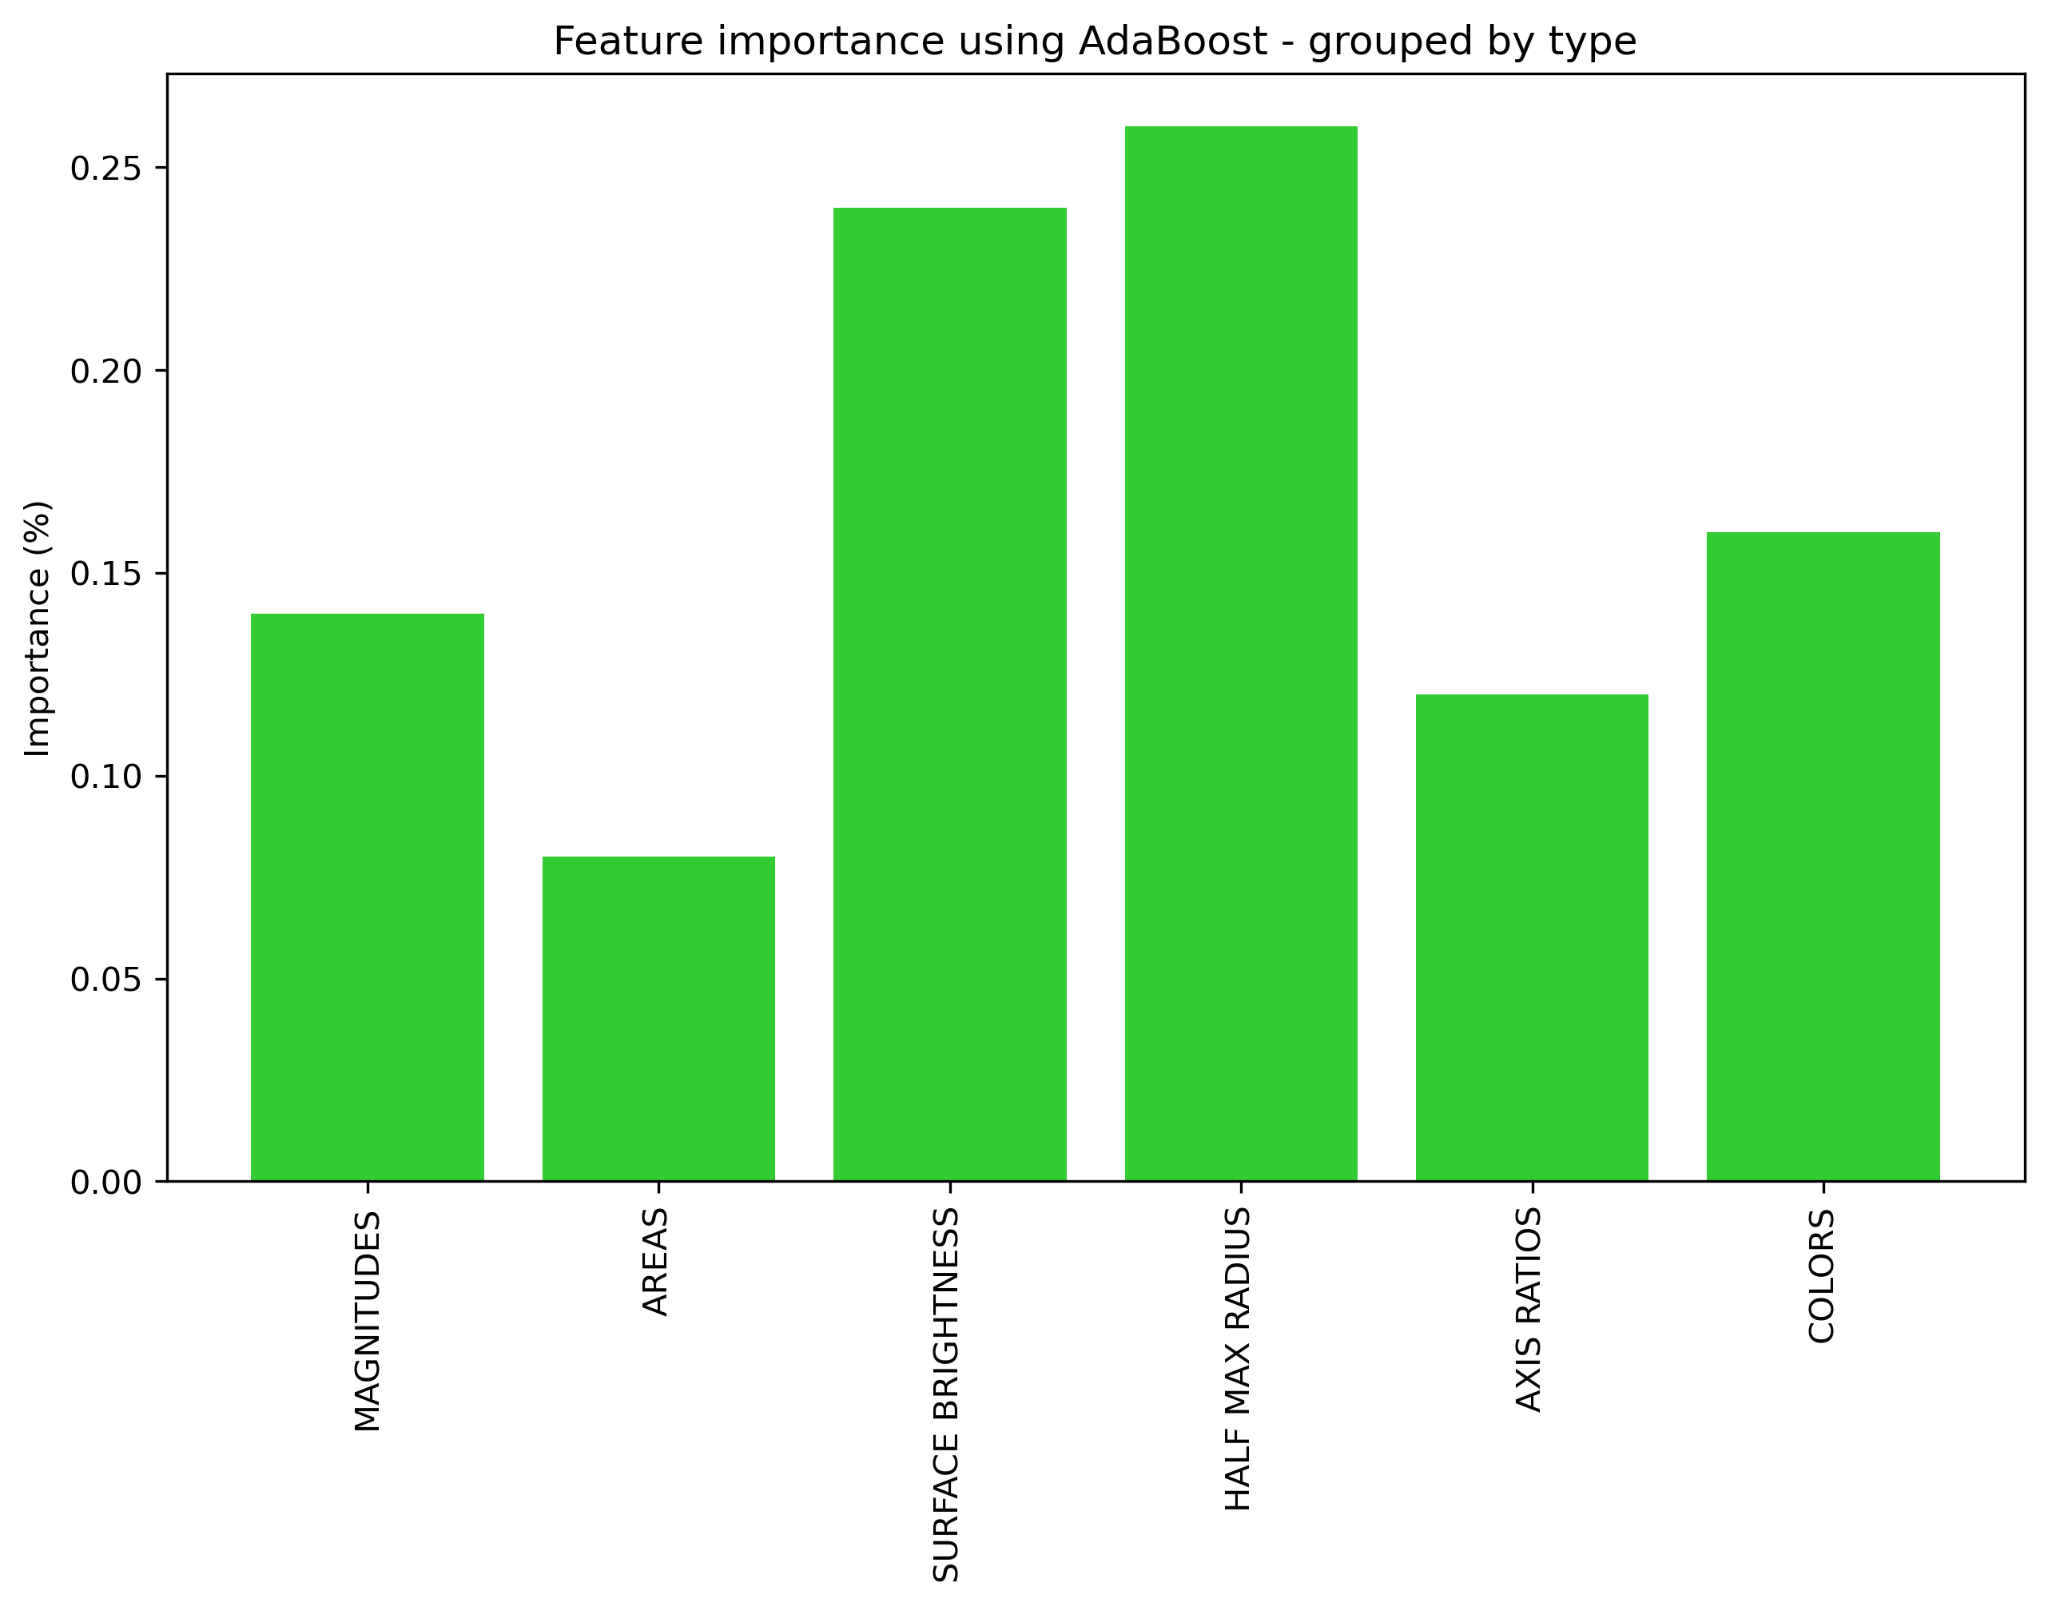 Feature importance using AdaBoost - grouped by type
Importance (%)
0.25
0.20
0.15
0.10
0.05
0.00
MAGNITUDES
AREAS
SURFACE BRIGHTNESS
HALF MAX RADIUS
AXIS RATIOS
COLORS